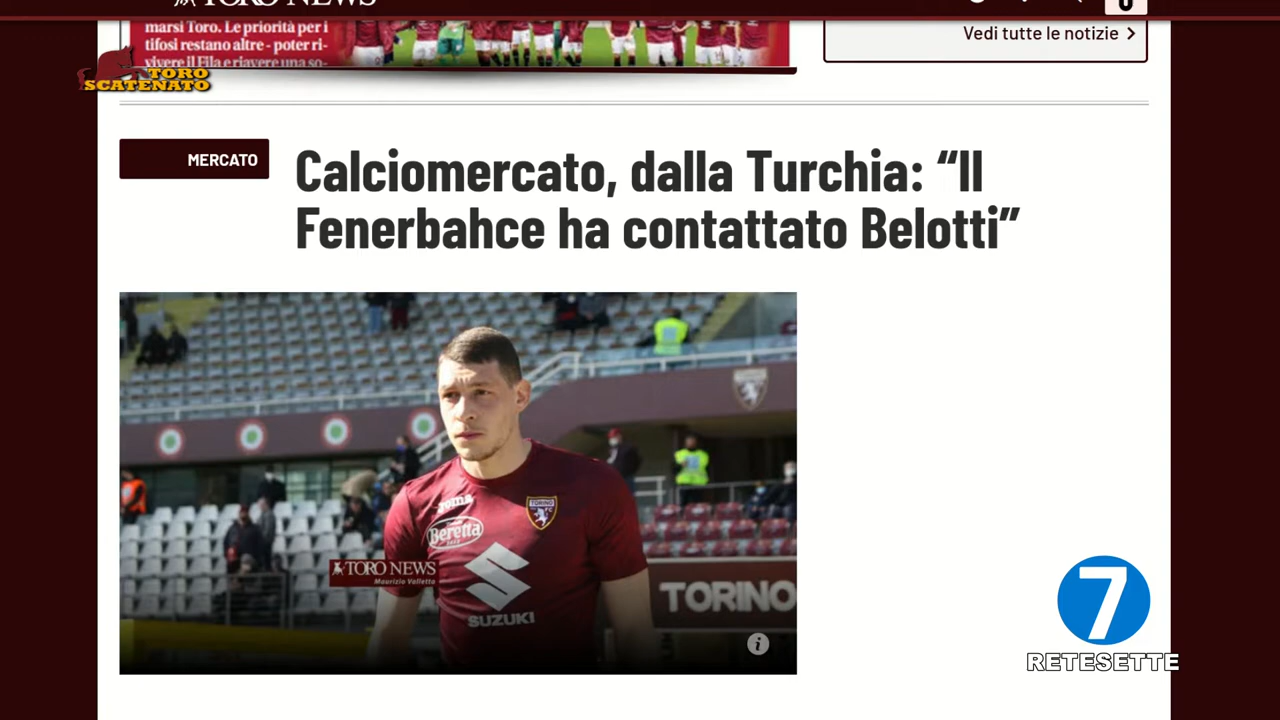 TORO NEWS
marsi Toro. Le priorità per i
tifosi restano altre - poter ri-
vivere il Fila e riavere una so-
Vedi tutte le notizie
TORO
SCATENATO
MERCATO
Calciomercato, dalla Turchia: “Il
Fenerbahce ha contattato Belotti”
joma
TORINO
FC
Beretta
TORO NEWS
Maurizio Valletta
SUZUKI
TORINO
i
7
RETESETTE